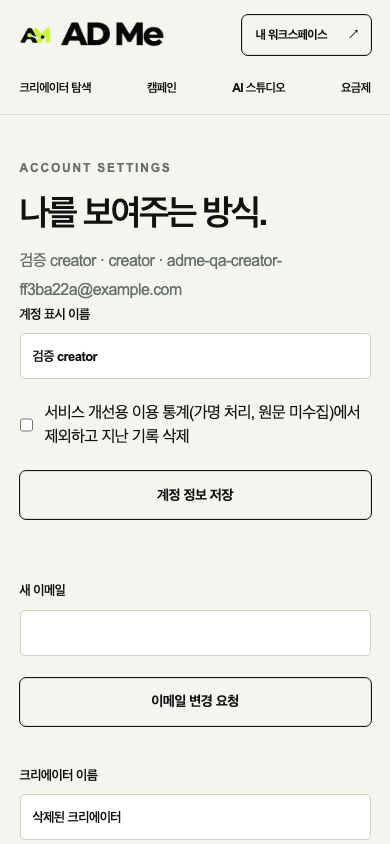 AD Me
내 워크스페이스 ↗
크리에이터 탐색 캠페인 AI 스튜디오 요금제
ACCOUNT SETTINGS
나를 보여주는 방식.
검증 creator · creator · adme-qa-creator-
ff3ba22a@example.com
계정 표시 이름
검증 creator
서비스 개선용 이용 통계(가명 처리, 원문 미수집)에서
제외하고 지난 기록 삭제
계정 정보 저장
새 이메일
이메일 변경 요청
크리에이터 이름
삭제된 크리에이터